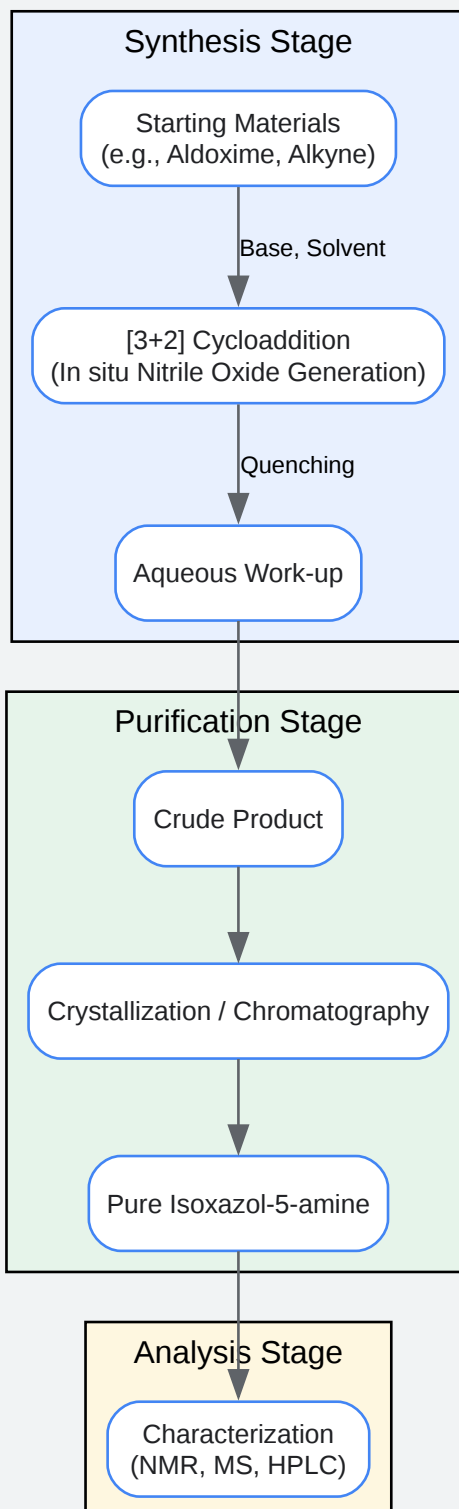 Synthesis Stage
Starting Materials
(e.g., Aldoxime, Alkyne)
Base, Solvent
[3+2] Cycloaddition
(In situ Nitrile Oxide Generation)
Quenching
Aqueous Work-up
Purification Stage
Crude Product
Crystallization / Chromatography
Pure Isoxazol-5-amine
Analysis Stage
Characterization
(NMR, MS, HPLC)